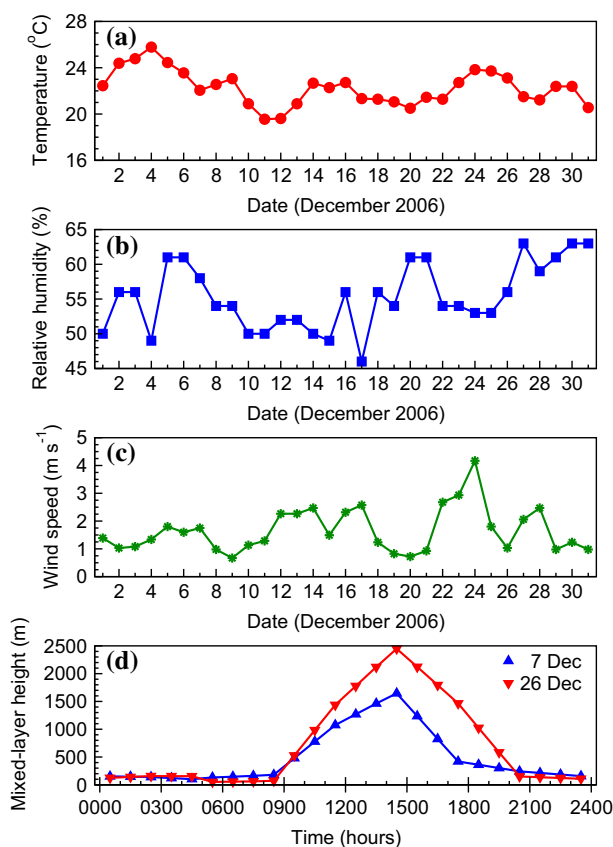 (a)
Temperature (°C)
28
24
20
16
2 4 6 8 10 12 14 16 18 20 22 24 26 28 30
Date (December 2006)
(b)
Relative humidity (%)
65
60
55
50
45
2 4 6 8 10 12 14 16 18 20 22 24 26 28 30
Date (December 2006)
(c)
Wind speed (m s⁻¹)
5
4
3
2
1
0
2 4 6 8 10 12 14 16 18 20 22 24 26 28 30
Date (December 2006)
(d)
Mixed-layer height (m)
2500
2000
1500
1000
500
0
7 Dec
26 Dec
0000 0300 0600 0900 1200 1500 1800 2100 2400
Time (hours)